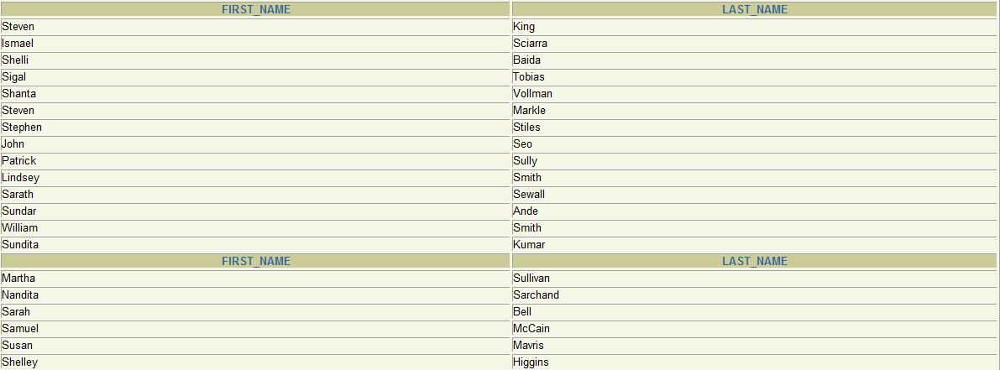 FIRST_NAME LAST_NAME
Steven King
Ismael Sciarra
Shelli Baida
Sigal Tobias
Shanta Vollman
Steven Markle
Stephen Stiles
John Seo
Patrick Sully
Lindsey Smith
Sarath Sewall
Sundar Ande
William Smith
Sundita Kumar
FIRST_NAME LAST_NAME
Martha Sullivan
Nandita Sarchand
Sarah Bell
Samuel McCain
Susan Mavris
Shelley Higgins